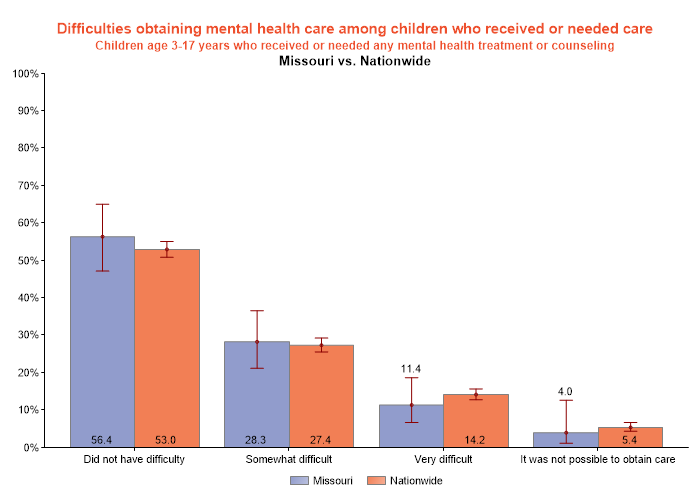 Difficulties obtaining mental health care among children who received or needed care
Children age 3-17 years who received or needed any mental health treatment or counseling
Missouri vs. Nationwide
100%
90%
80%
70%
60%
50%
40%
30%
20%
10%
0%
11.4
4.0
56.4 53.0 28.3 27.4 14.2 5.4
Did not have difficulty Somewhat difficult Very difficult It was not possible to obtain care
Missouri Nationwide